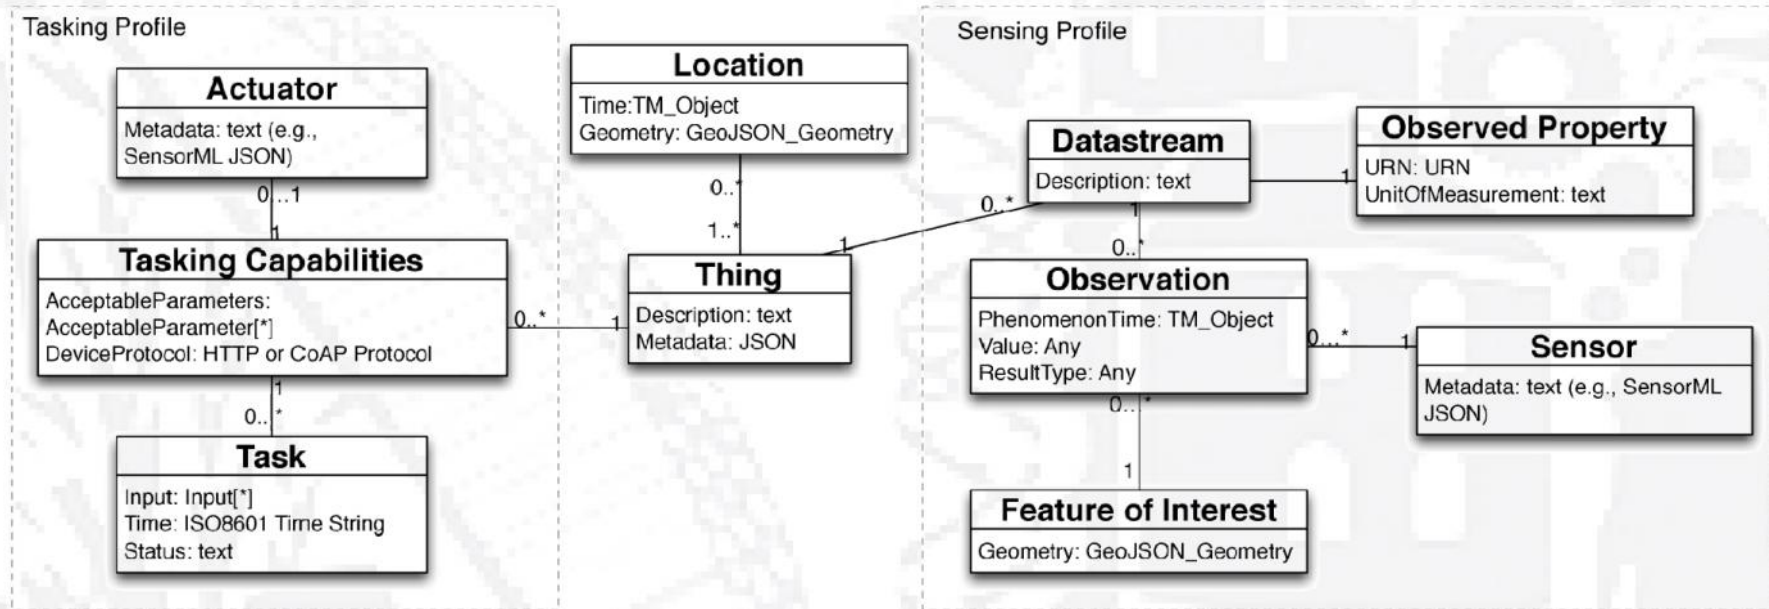 Tasking Profile
Actuator
Metadata: text (e.g.,
SensorML JSON)
0...1
1
Tasking Capabilities
AcceptableParameters:
AcceptableParameter[*]
DeviceProtocol: HTTP or CoAP Protocol
1
0..*
Task
Input: Input[*]
Time: ISO8601 Time String
Status: text
Location
Time:TM_Object
Geometry: GeoJSON_Geometry
0..*
1..*
Thing
Description: text
Metadata: JSON
0..*
1
1
0..*
Sensing Profile
Datastream
Description: text
1
Observed Property
URN: URN
UnitOfMeasurement: text
1
0..*
Observation
PhenomenonTime: TM_Object
Value: Any
ResultType: Any
0...*
1
Sensor
Metadata: text (e.g., SensorML
JSON)
0...*
1
Feature of Interest
Geometry: GeoJSON_Geometry